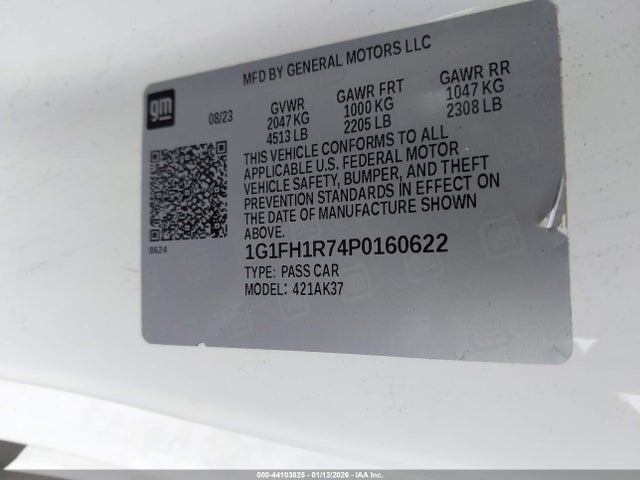 gm
MFD BY GENERAL MOTORS LLC
08/23
GVWR
2047 KG
4513 LB
GAWR FRT
1000 KG
2205 LB
GAWR RR
1047 KG
2308 LB
THIS VEHICLE CONFORMS TO ALL
APPLICABLE U.S. FEDERAL MOTOR
VEHICLE SAFETY, BUMPER, AND THEFT
PREVENTION STANDARDS IN EFFECT ON
THE DATE OF MANUFACTURE SHOWN
ABOVE.
8624
1G1FH1R74P0160622
TYPE: PASS CAR
MODEL: 421AK37
000-44103825 - 01/12/2026 - IAA Inc.